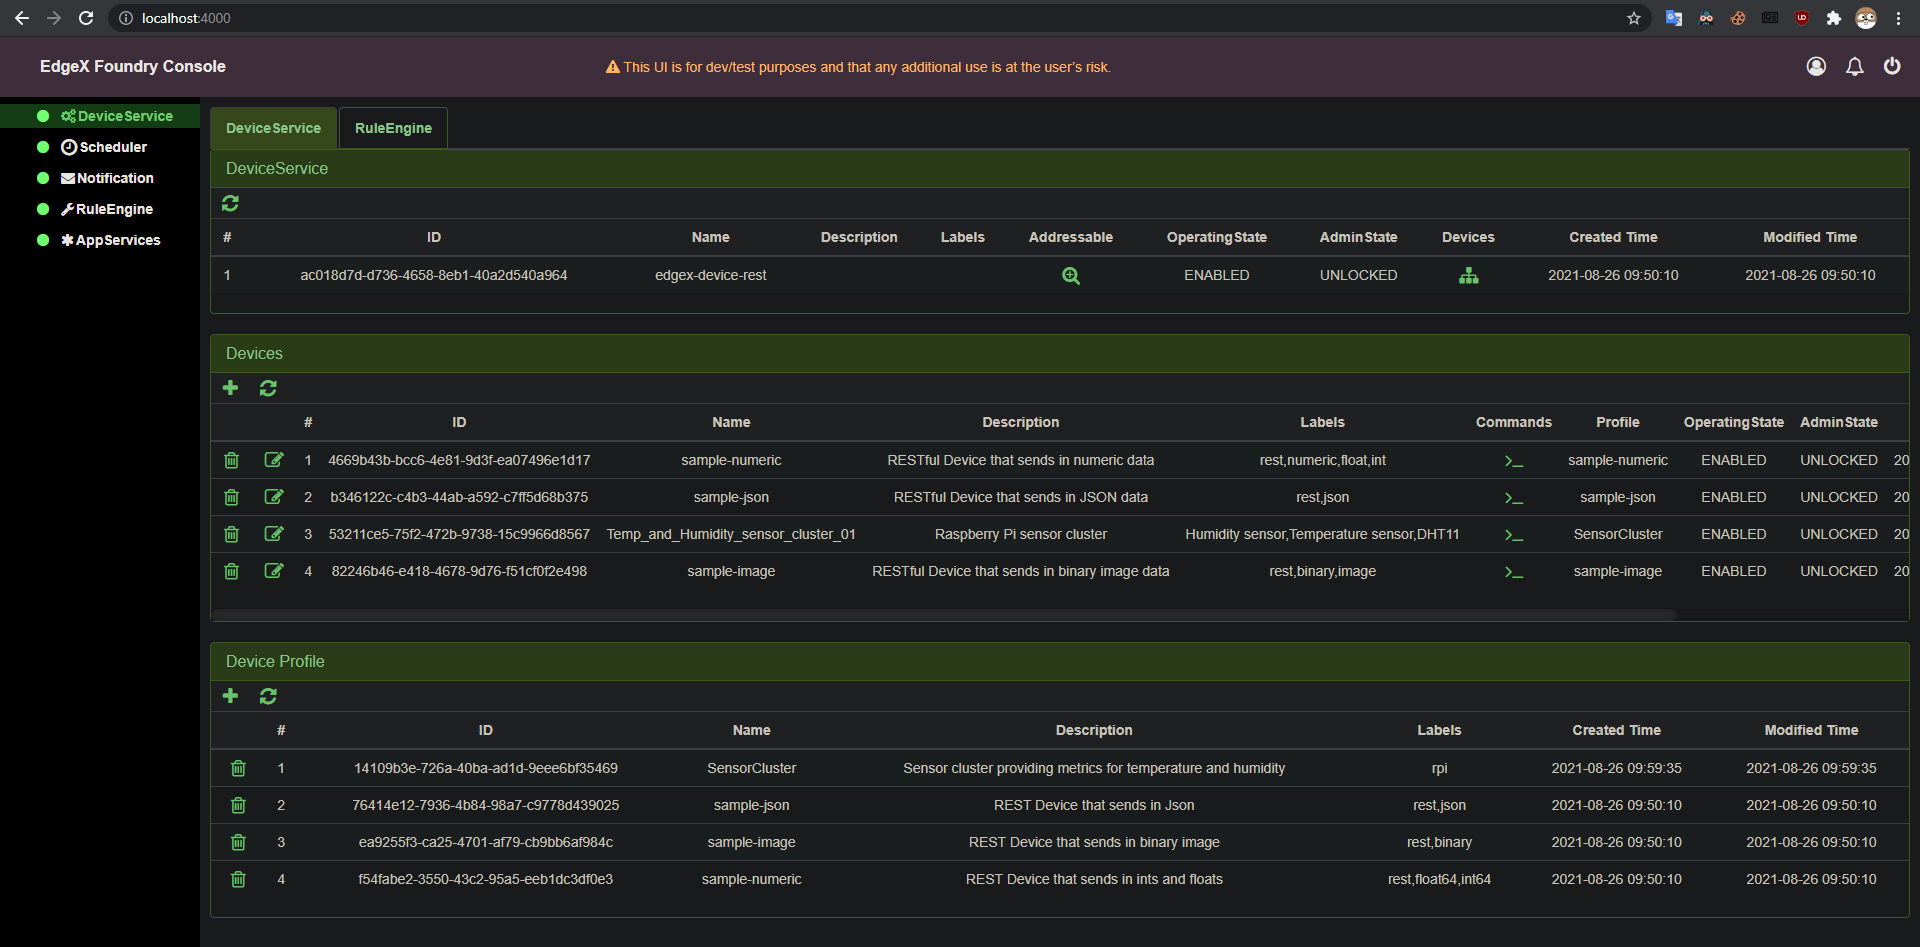 localhost:4000
EdgeX Foundry Console
This UI is for dev/test purposes and that any additional use is at the user's risk.
DeviceService
Scheduler
Notification
RuleEngine
AppServices
DeviceService RuleEngine
DeviceService
# ID Name Description Labels Addressable OperatingState AdminState Devices Created Time Modified Time
1 ac018d7d-d736-4658-8eb1-40a2d540a964 edgex-device-rest ENABLED UNLOCKED 2021-08-26 09:50:10 2021-08-26 09:50:10
Devices
# ID Name Description Labels Commands Profile OperatingState AdminState
1 4669b43b-bcc6-4e81-9d3f-ea07496e1d17 sample-numeric RESTful Device that sends in numeric data rest,numeric,float,int sample-numeric ENABLED UNLOCKED 20
2 b346122c-c4b3-44ab-a592-c7ff5d68b375 sample-json RESTful Device that sends in JSON data rest,json sample-json ENABLED UNLOCKED 20
3 53211ce5-75f2-472b-9738-15c9966d8567 Temp_and_Humidity_sensor_cluster_01 Raspberry Pi sensor cluster Humidity sensor,Temperature sensor,DHT11 SensorCluster ENABLED UNLOCKED 20
4 82246b46-e418-4678-9d76-f51cf0f2e498 sample-image RESTful Device that sends in binary image data rest,binary,image sample-image ENABLED UNLOCKED 20
Device Profile
# ID Name Description Labels Created Time Modified Time
1 14109b3e-726a-40ba-ad1d-9eee6bf35469 SensorCluster Sensor cluster providing metrics for temperature and humidity rpi 2021-08-26 09:59:35 2021-08-26 09:59:35
2 76414e12-7936-4b84-98a7-c9778d439025 sample-json REST Device that sends in Json rest,json 2021-08-26 09:50:10 2021-08-26 09:50:10
3 ea9255f3-ca25-4701-af79-cb9bb6af984c sample-image REST Device that sends in binary image rest,binary 2021-08-26 09:50:10 2021-08-26 09:50:10
4 f54fabe2-3550-43c2-95a5-eeb1dc3df0e3 sample-numeric REST Device that sends in ints and floats rest,float64,int64 2021-08-26 09:50:10 2021-08-26 09:50:10